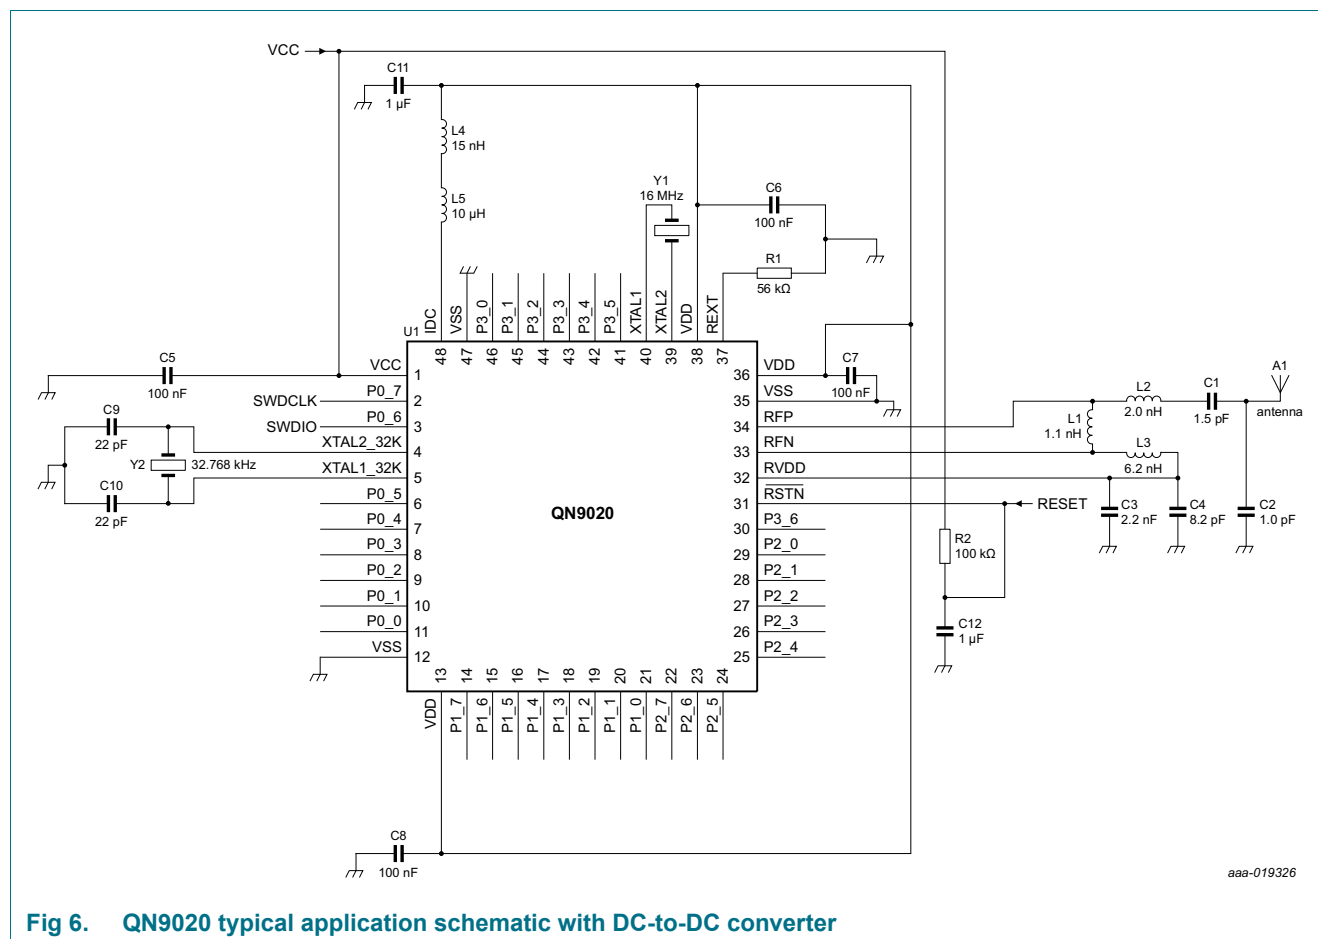 VCC
C11
1 µF
L4
15 nH
L5
10 µH
Y1
16 MHz
C6
100 nF
R1
56 kΩ
U1
IDC
VSS
P3_0
P3_1
P3_2
P3_3
P3_4
P3_5
XTAL1
XTAL2
VDD
REXT
48
47
46
45
44
43
42
41
40
39
38
37
C5
100 nF
VCC
1
SWDCLK
P0_7
2
SWDIO
P0_6
3
C9
22 pF
XTAL2_32K
4
Y2
32.768 kHz
XTAL1_32K
5
C10
22 pF
P0_5
6
P0_4
7
P0_3
8
P0_2
9
P0_1
10
P0_0
11
VSS
12
QN9020
36
VDD
C7
100 nF
35
VSS
34
RFP
33
RFN
32
RVDD
31
RSTN
RESET
30
P3_6
29
P2_0
28
P2_1
27
P2_2
26
P2_3
25
P2_4
L1
1.1 nH
L2
2.0 nH
C1
1.5 pF
A1
antenna
L3
6.2 nH
C3
2.2 nF
C4
8.2 pF
C2
1.0 pF
R2
100 kΩ
C12
1 µF
13
14
15
16
17
18
19
20
21
22
23
24
VDD
P1_7
P1_6
P1_5
P1_4
P1_3
P1_2
P1_1
P1_0
P2_7
P2_6
P2_5
C8
100 nF
aaa-019326
Fig 6. QN9020 typical application schematic with DC-to-DC converter